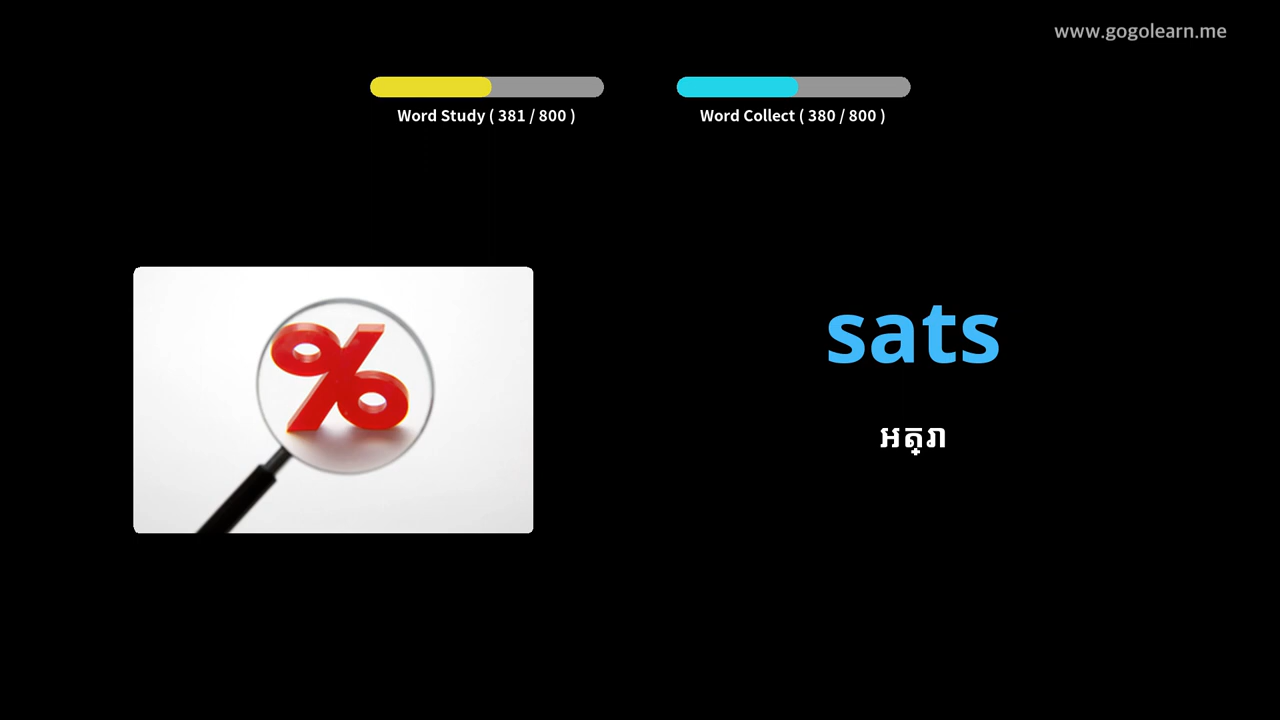 www.gogolearn.me
Word Study ( 381 / 800 )
Word Collect ( 380 / 800 )
%
sats
អត្រា